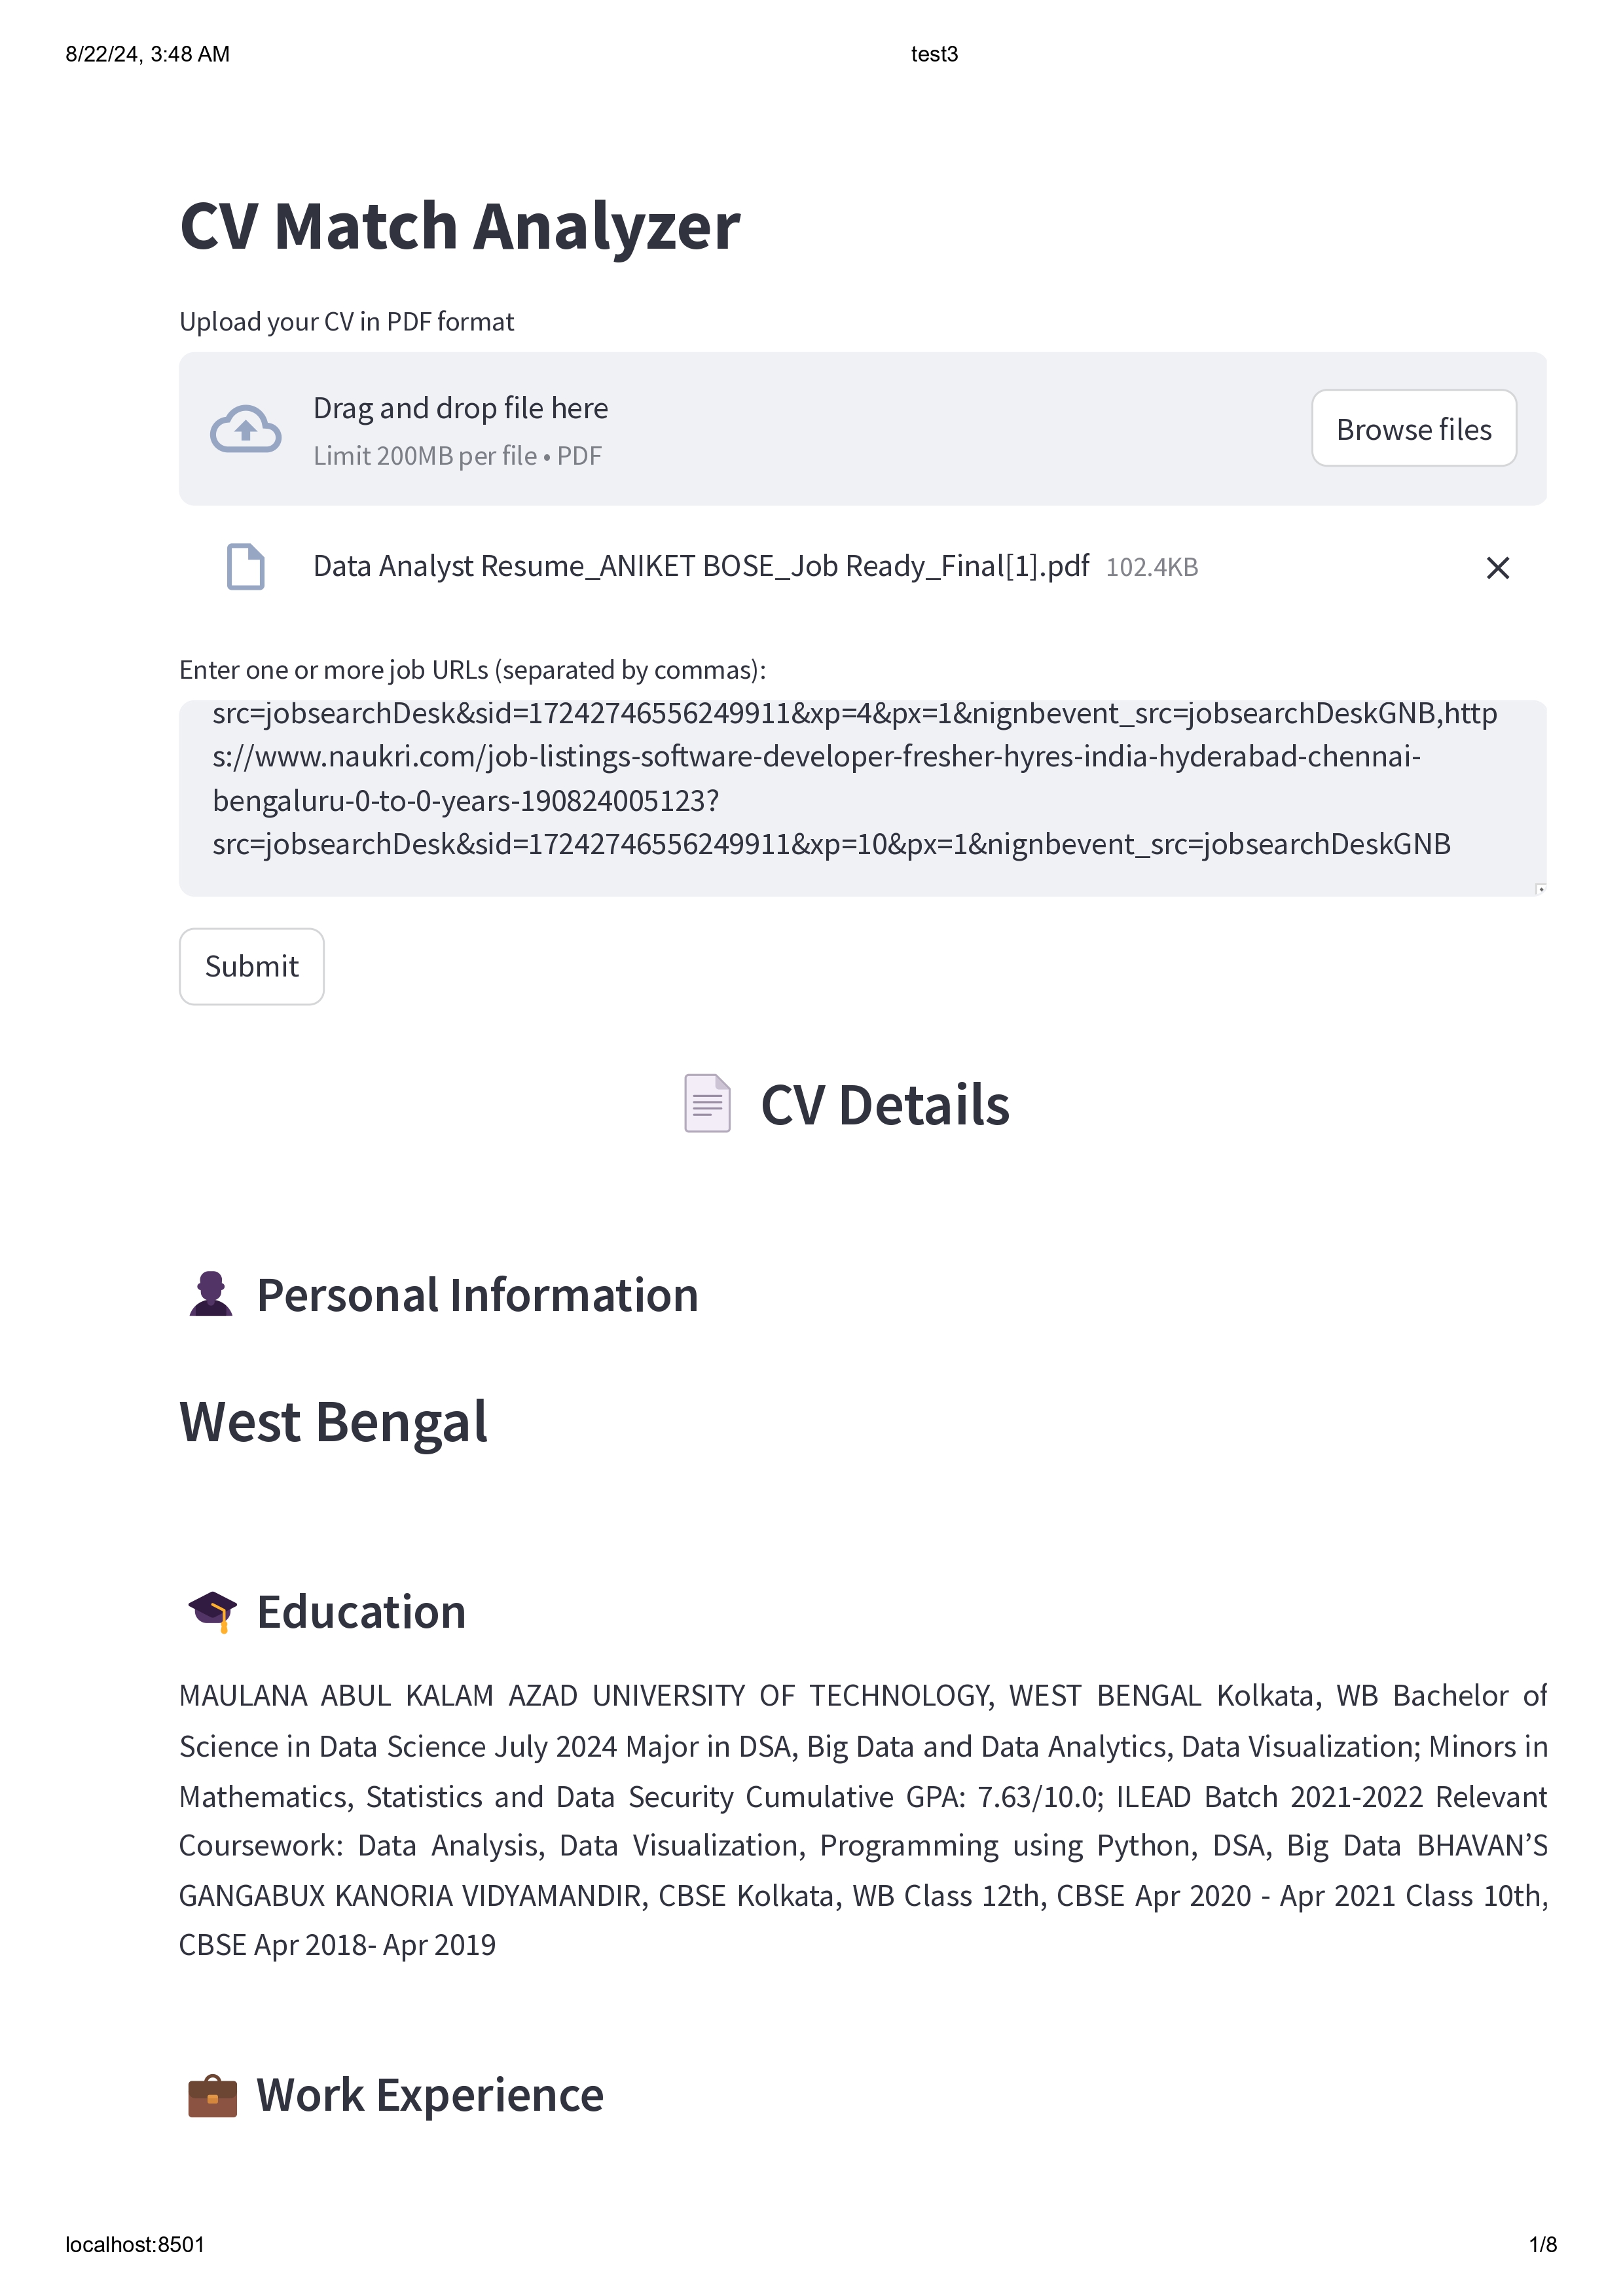 8/22/24, 3:48 AM
test3
CV Match Analyzer
Upload your CV in PDF format
Drag and drop file here
Limit 200MB per file • PDF
Browse files
Data Analyst Resume_ANIKET BOSE_Job Ready_Final[1].pdf 102.4KB
Enter one or more job URLs (separated by commas):
src=jobsearchDesk&sid=17242746556249911&xp=4&px=1&nignbevent_src=jobsearchDeskGNB,http
s://www.naukri.com/job-listings-software-developer-fresher-hyres-india-hyderabad-chennai-
bengaluru-0-to-0-years-190824005123?
src=jobsearchDesk&sid=17242746556249911&xp=10&px=1&nignbevent_src=jobsearchDeskGNB
Submit
CV Details
Personal Information
West Bengal
Education
MAULANA ABUL KALAM AZAD UNIVERSITY OF TECHNOLOGY, WEST BENGAL Kolkata, WB Bachelor of
Science in Data Science July 2024 Major in DSA, Big Data and Data Analytics, Data Visualization; Minors in
Mathematics, Statistics and Data Security Cumulative GPA: 7.63/10.0; ILEAD Batch 2021-2022 Relevant
Coursework: Data Analysis, Data Visualization, Programming using Python, DSA, Big Data BHAVAN’S
GANGABUX KANORIA VIDYAMANDIR, CBSE Kolkata, WB Class 12th, CBSE Apr 2020 - Apr 2021 Class 10th,
CBSE Apr 2018- Apr 2019
Work Experience
localhost:8501
1/8